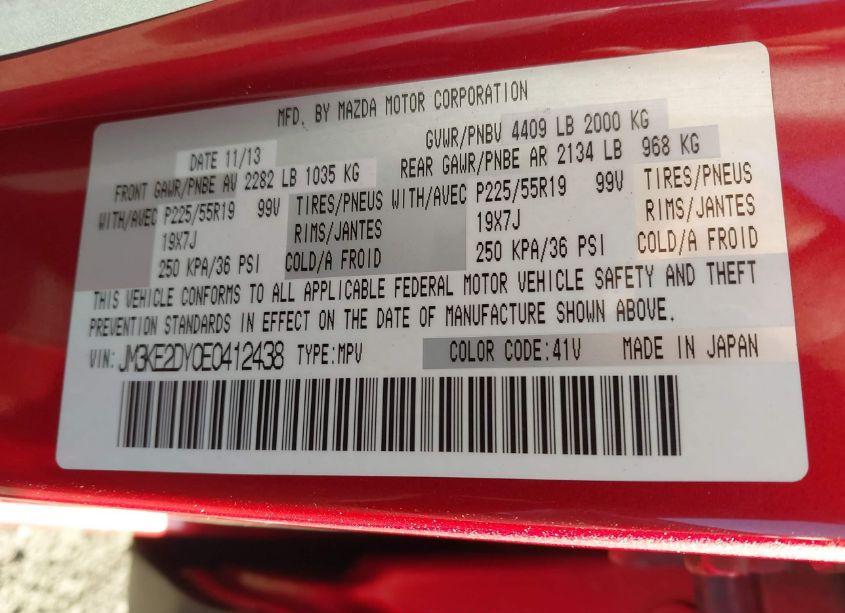 MFD. BY MAZDA MOTOR CORPORATION
DATE 11/13 GVWR/PNBV 4409 LB 2000 KG
FRONT GAWR/PNBE AV 2282 LB 1035 KG REAR GAWR/PNBE AR 2134 LB 968 KG
WITH/AVEC P225/55R19 99V TIRES/PNEUS WITH/AVEC P225/55R19 99V TIRES/PNEUS
19X7J RIMS/JANTES 19X7J RIMS/JANTES
250 KPA/36 PSI COLD/A FROID 250 KPA/36 PSI COLD/A FROID
THIS VEHICLE CONFORMS TO ALL APPLICABLE FEDERAL MOTOR VEHICLE SAFETY AND THEFT
PREVENTION STANDARDS IN EFFECT ON THE DATE OF MANUFACTURE SHOWN ABOVE.
VIN: JM3KE2DY0E0412438 TYPE:MPV COLOR CODE:41V MADE IN JAPAN